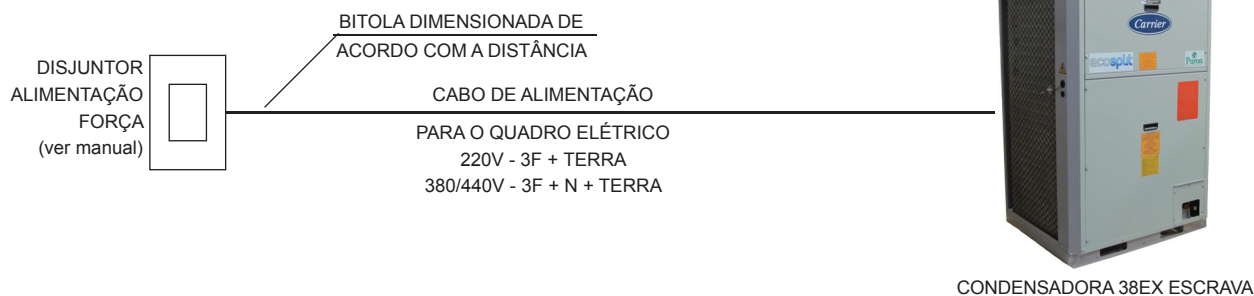 BITOLA DIMENSIONADA DE
ACORDO COM A DISTÂNCIA
DISJUNTOR
ALIMENTAÇÃO
FORÇA
(ver manual)
CABO DE ALIMENTAÇÃO
PARA O QUADRO ELÉTRICO
220V - 3F + TERRA
380/440V - 3F + N + TERRA
Carrier
ecosplit
Puron
CONDENSADORA 38EX ESCRAVA